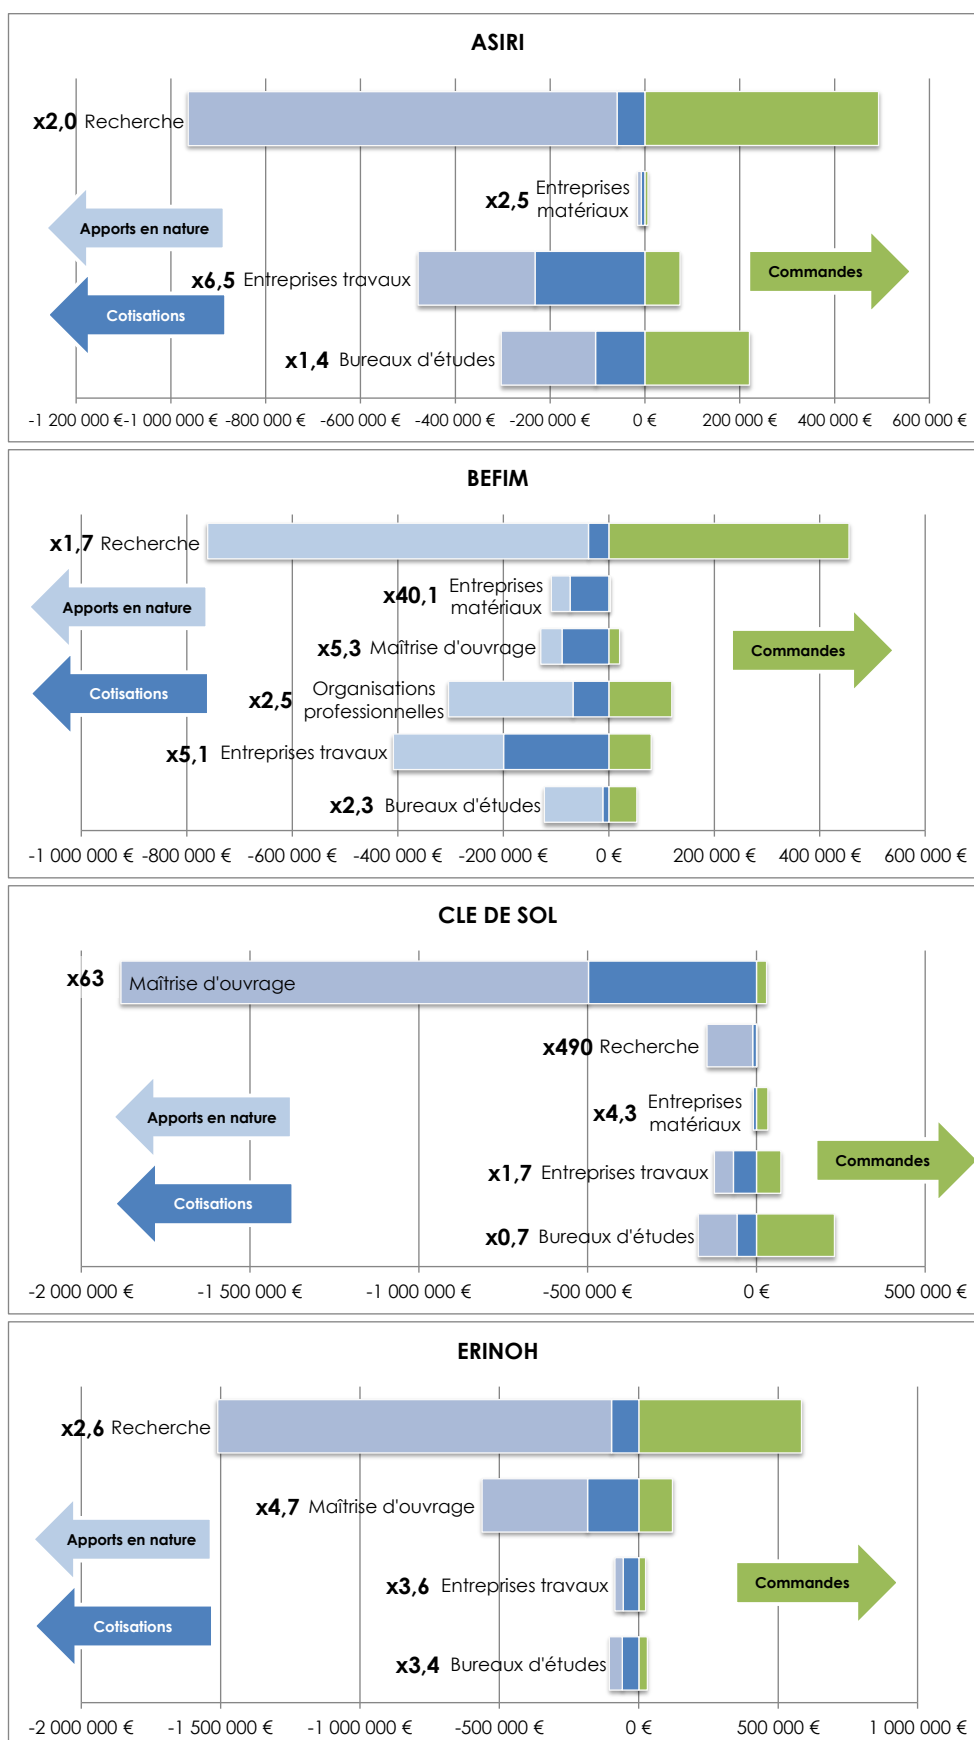 ASIRI
x2,0 Recherche
x2,5 Entreprises
matériaux
Apports en nature
x6,5 Entreprises travaux
Commandes
Cotisations
x1,4 Bureaux d'études
-1 200 000 € -1 000 000 € -800 000 € -600 000 € -400 000 € -200 000 € 0 € 200 000 € 400 000 € 600 000 €
BEFIM
x1,7 Recherche
x40,1 Entreprises
matériaux
Apports en nature
x5,3 Maîtrise d'ouvrage
Commandes
Cotisations
x2,5 Organisations
professionnelles
x5,1 Entreprises travaux
x2,3 Bureaux d'études
-1 000 000 € -800 000 € -600 000 € -400 000 € -200 000 € 0 € 200 000 € 400 000 € 600 000 €
CLE DE SOL
x63 Maîtrise d'ouvrage
x490 Recherche
x4,3 Entreprises
matériaux
Apports en nature
x1,7 Entreprises travaux
Commandes
Cotisations
x0,7 Bureaux d'études
-2 000 000 € -1 500 000 € -1 000 000 € -500 000 € 0 € 500 000 €
ERINOH
x2,6 Recherche
x4,7 Maîtrise d'ouvrage
Apports en nature
x3,6 Entreprises travaux
Commandes
Cotisations
x3,4 Bureaux d'études
-2 000 000 € -1 500 000 € -1 000 000 € -500 000 € 0 € 500 000 € 1 000 000 €